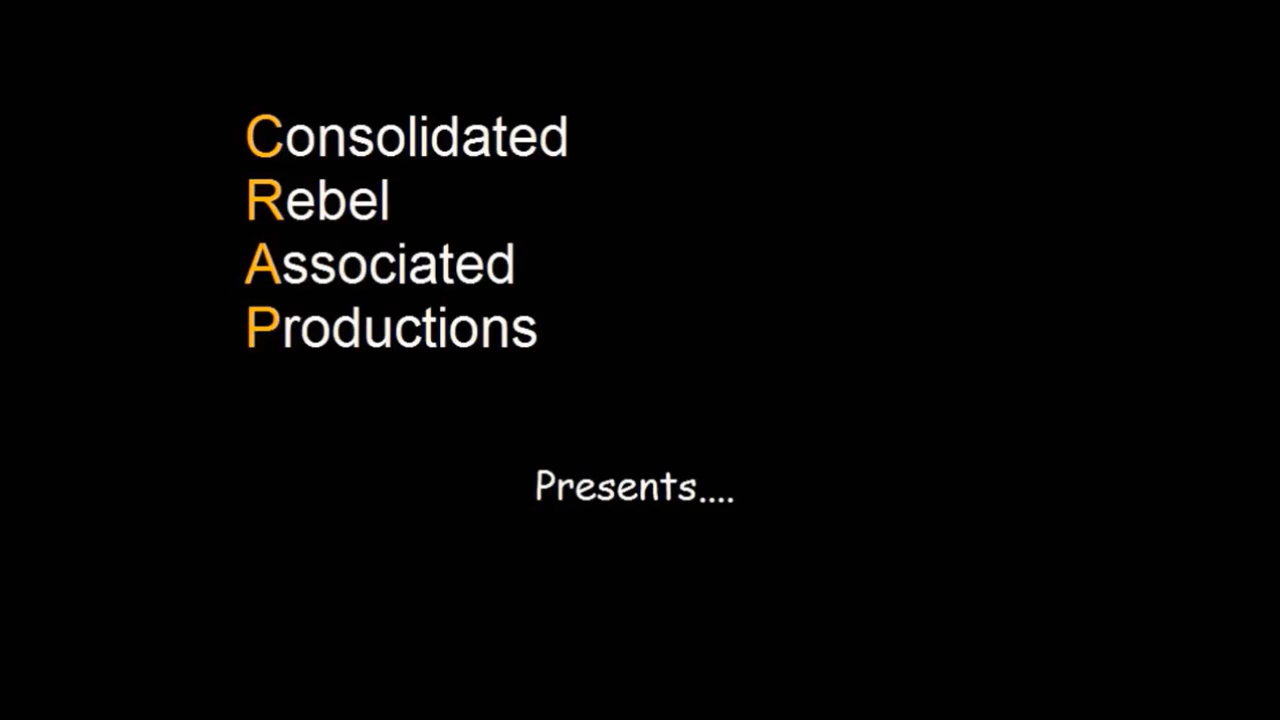 Consolidated
Rebel
Associated
Productions
Presents....